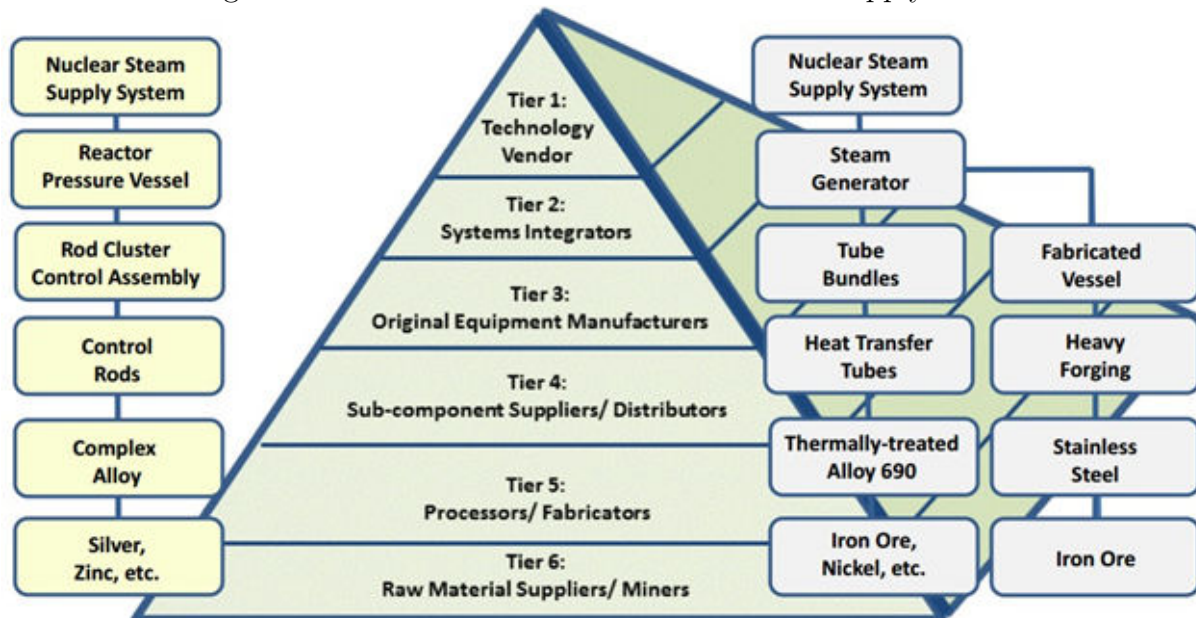 Nuclear Steam
Supply System
Reactor
Pressure Vessel
Rod Cluster
Control Assembly
Control
Rods
Complex
Alloy
Silver,
Zinc, etc.
Tier 1:
Technology
Vendor
Tier 2:
Systems Integrators
Tier 3:
Original Equipment Manufacturers
Tier 4:
Sub-component Suppliers/ Distributors
Tier 5:
Processors/ Fabricators
Tier 6:
Raw Material Suppliers/ Miners
Nuclear Steam
Supply System
Steam
Generator
Tube
Bundles
Heat Transfer
Tubes
Thermally-treated
Alloy 690
Iron Ore,
Nickel, etc.
Fabricated
Vessel
Heavy
Forging
Stainless
Steel
Iron Ore